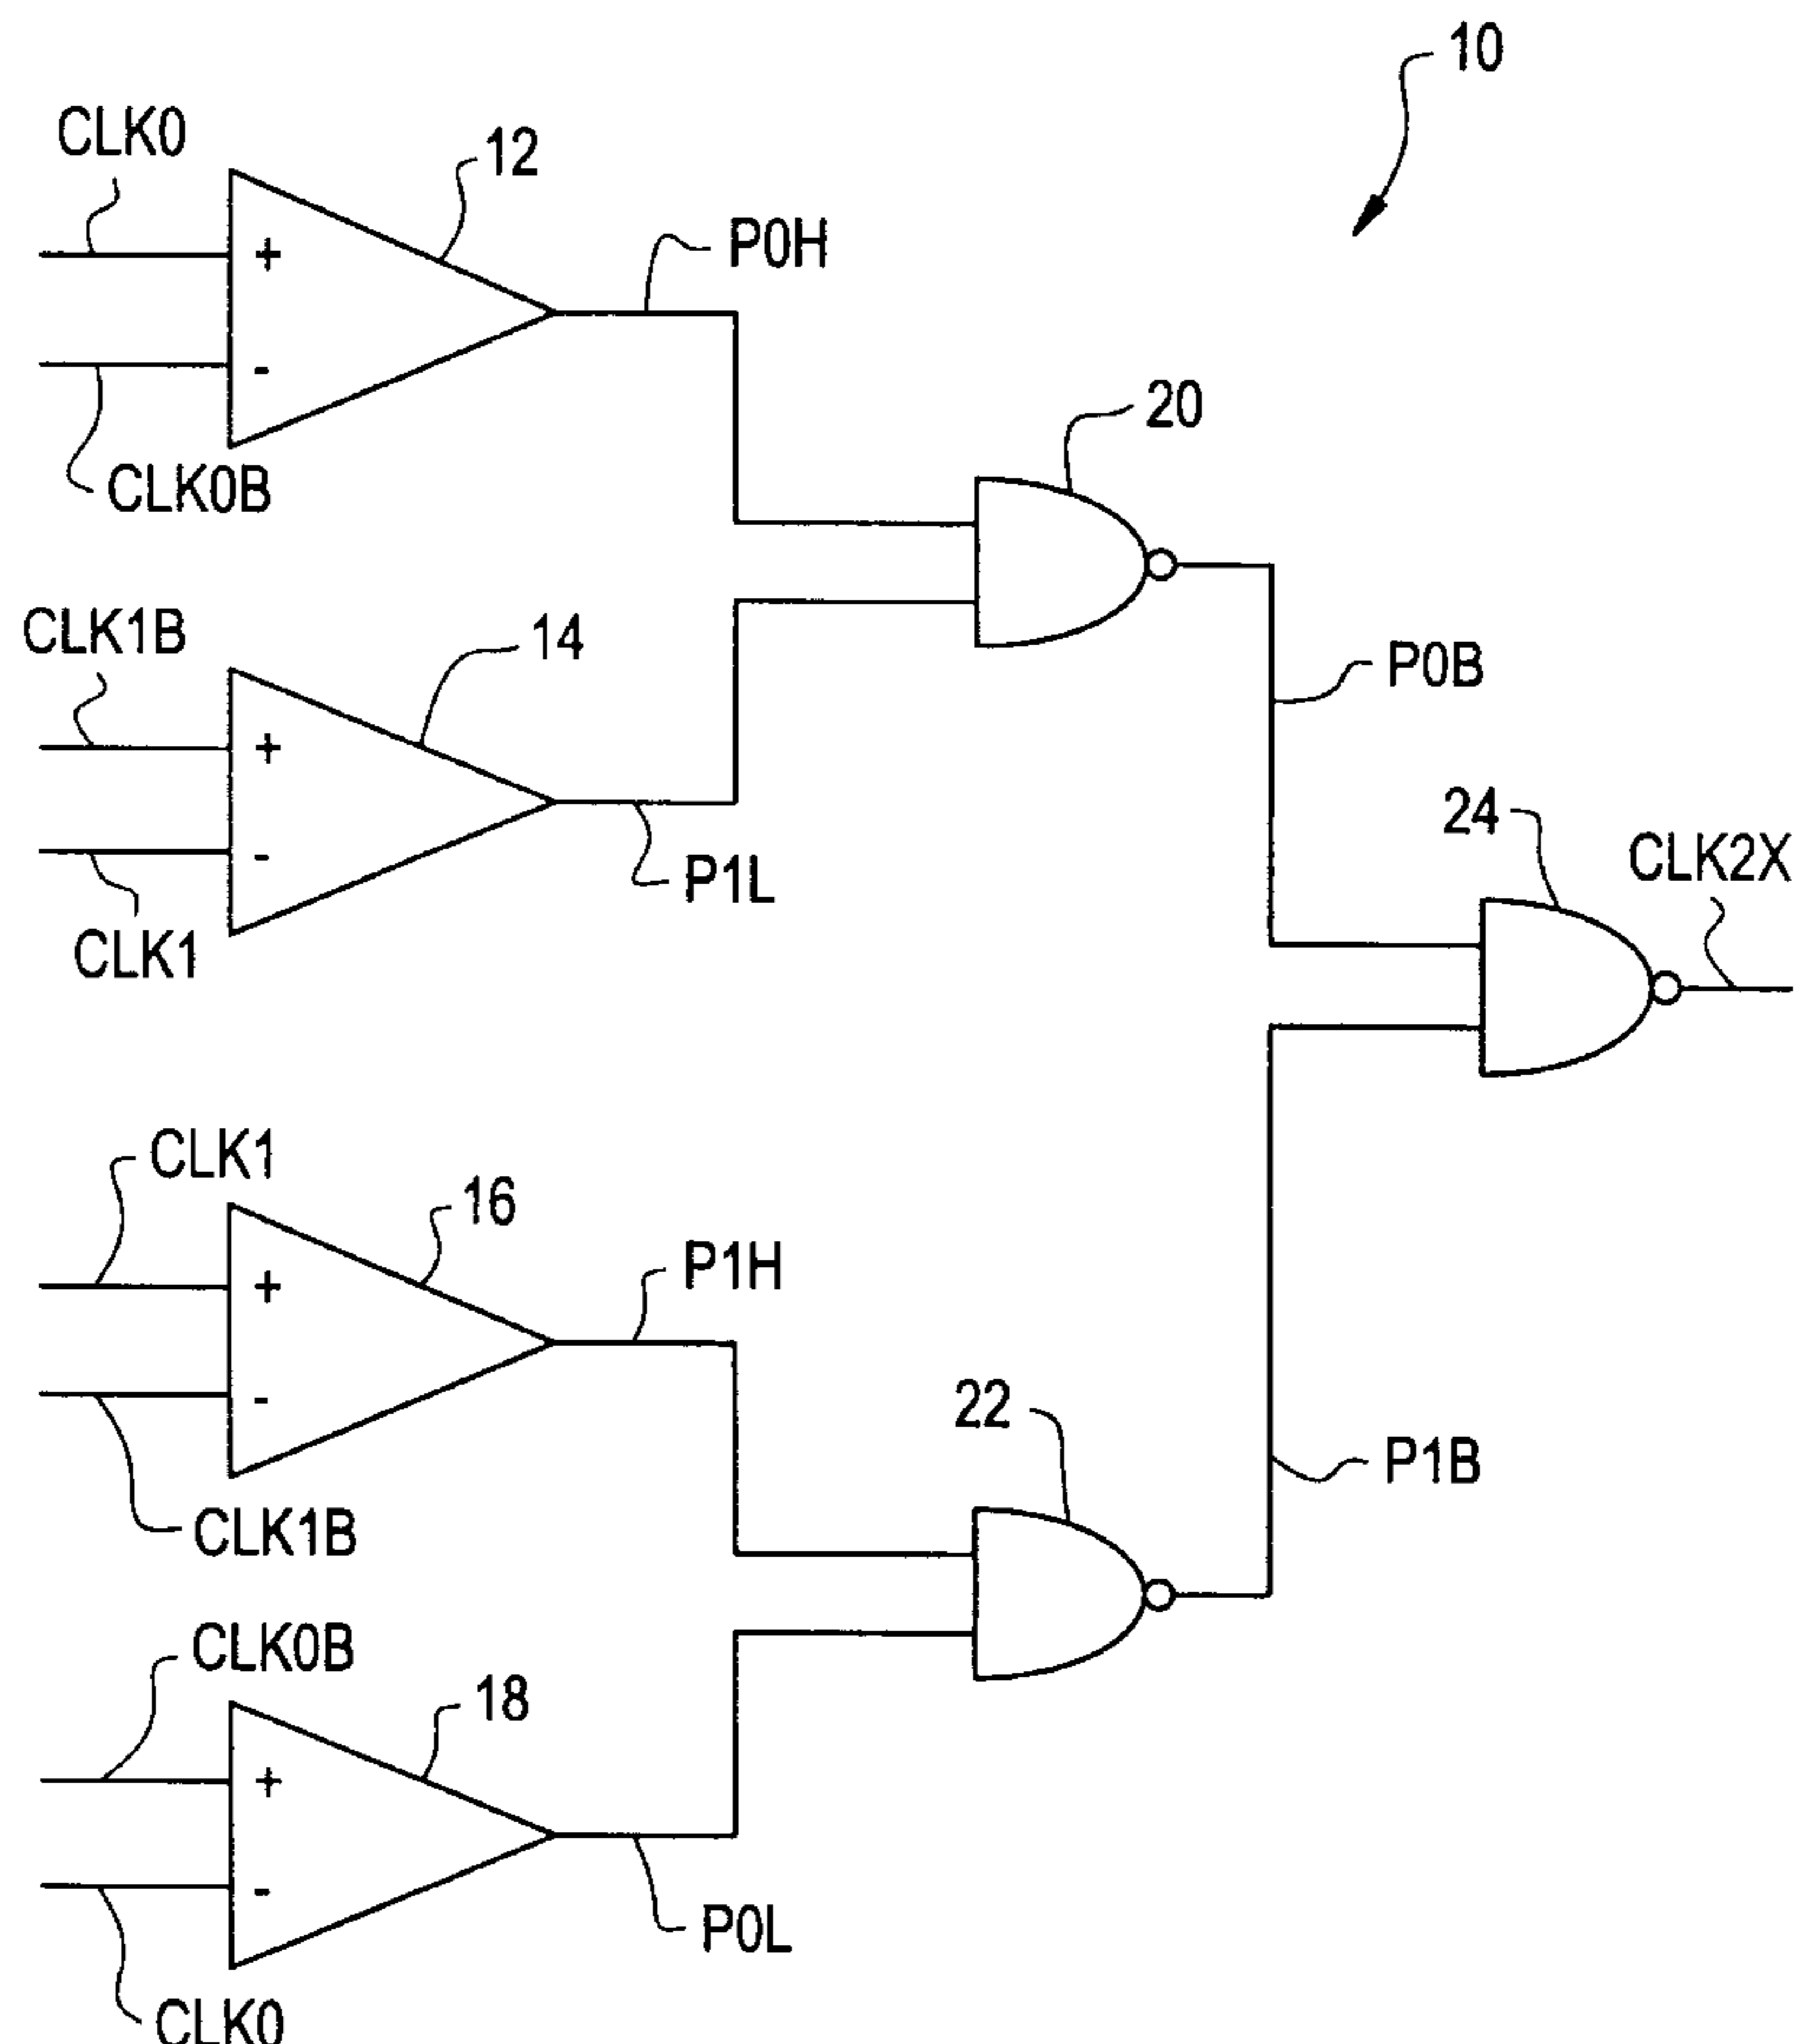 10
CLK0
12
+
P0H
-
CLK0B
20
CLK1B
14
P0B
+
24
CLK2X
-
P1L
CLK1
CLK1
16
P1H
+
22
-
P1B
CLK1B
CLK0B
18
+
-
P0L
CLK0